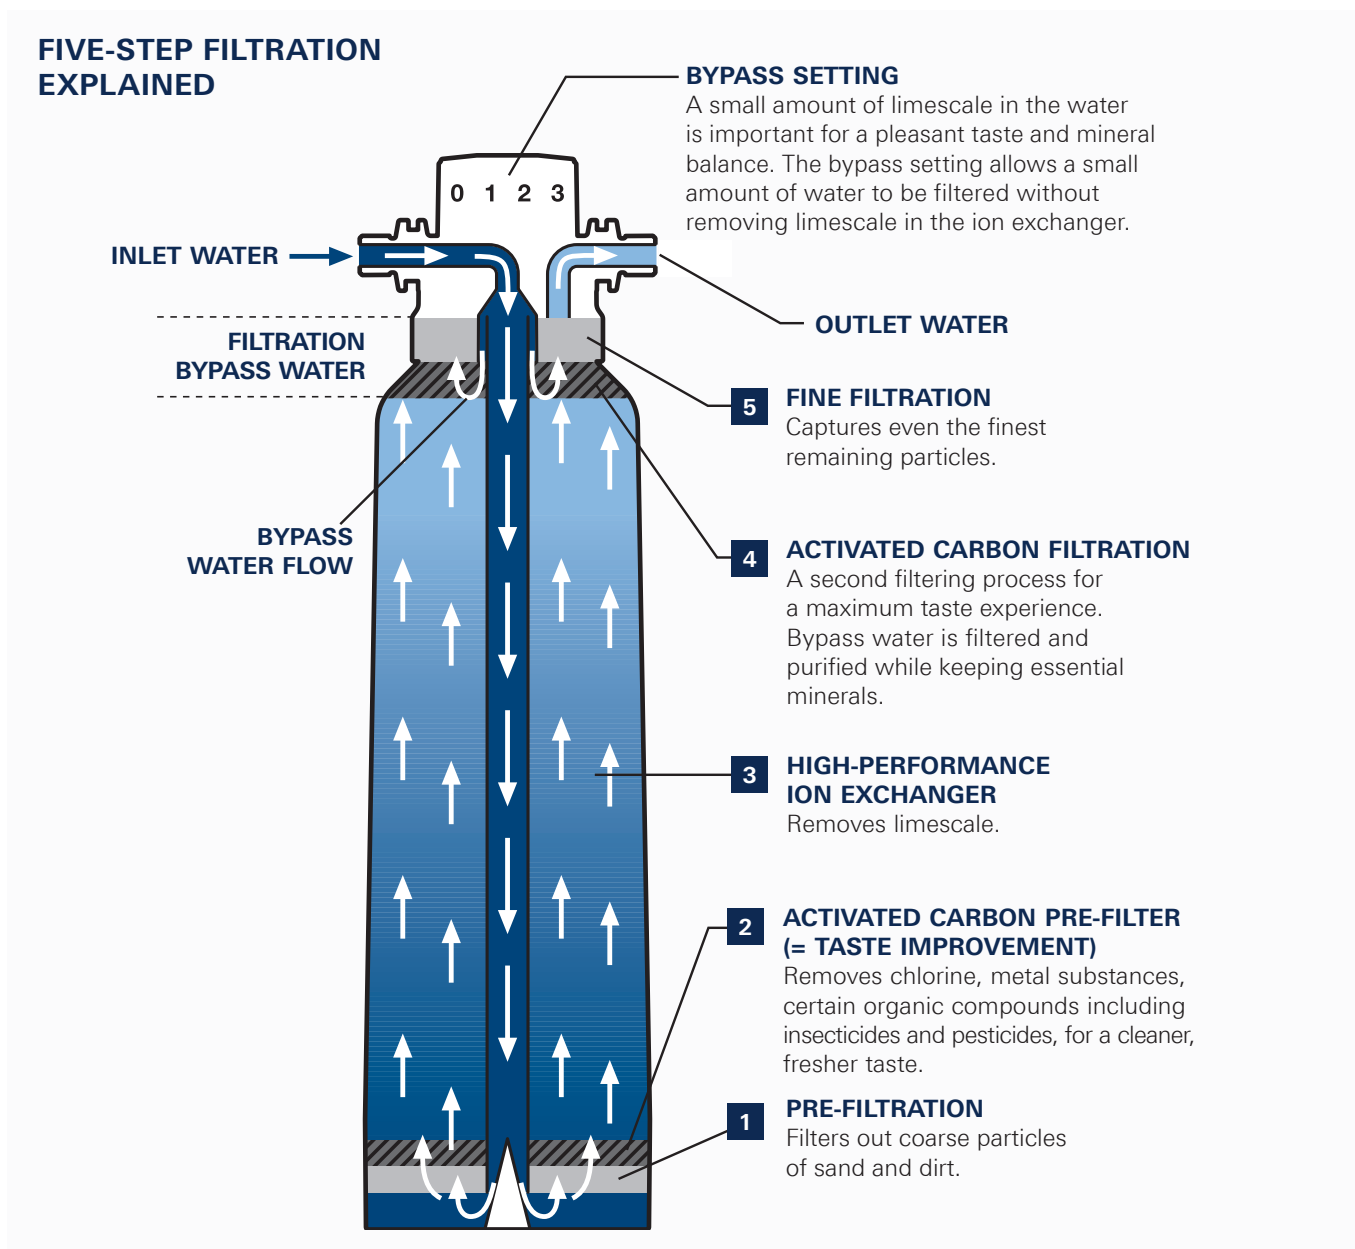 FIVE-STEP FILTRATION
EXPLAINED
BYPASS SETTING
A small amount of limescale in the water
is important for a pleasant taste and mineral
balance. The bypass setting allows a small
amount of water to be filtered without
removing limescale in the ion exchanger.
0 1 2 3
INLET WATER
OUTLET WATER
FILTRATION
BYPASS WATER
5
FINE FILTRATION
Captures even the finest
remaining particles.
BYPASS
WATER FLOW
4
ACTIVATED CARBON FILTRATION
A second filtering process for
a maximum taste experience.
Bypass water is filtered and
purified while keeping essential
minerals.
3
HIGH-PERFORMANCE
ION EXCHANGER
Removes limescale.
2
ACTIVATED CARBON PRE-FILTER
(= TASTE IMPROVEMENT)
Removes chlorine, metal substances,
certain organic compounds including
insecticides and pesticides, for a cleaner,
fresher taste.
1
PRE-FILTRATION
Filters out coarse particles
of sand and dirt.